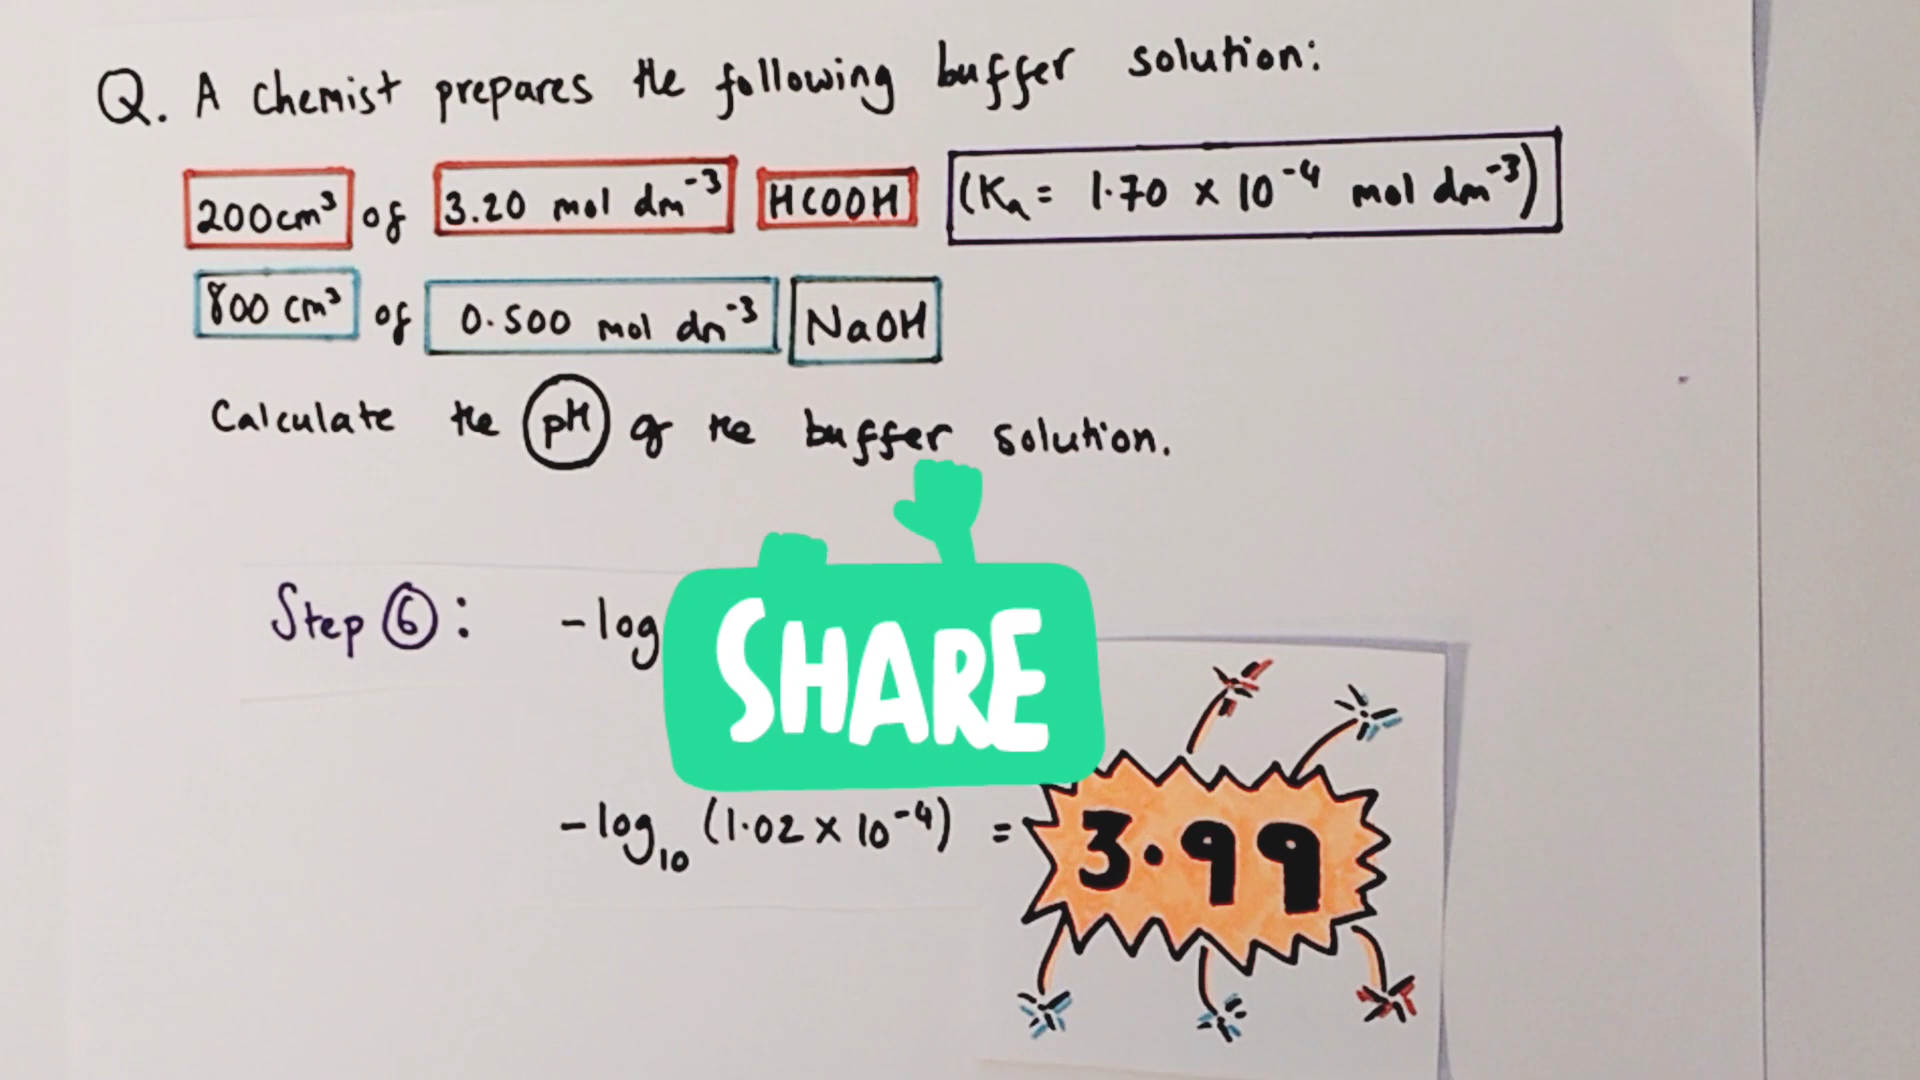 Q. A chemist prepares the following buffer solution:
200cm³ of 3.20 mol dm⁻³ HCOOH (Ka = 1.70 x 10⁻⁴ mol dm⁻³)
800 cm³ of 0.500 mol dm⁻³ NaOH
Calculate the pH of the buffer solution.
Step ⑥: -log
SHARE
-log₁₀ (1.02 x 10⁻⁴) = 3.99